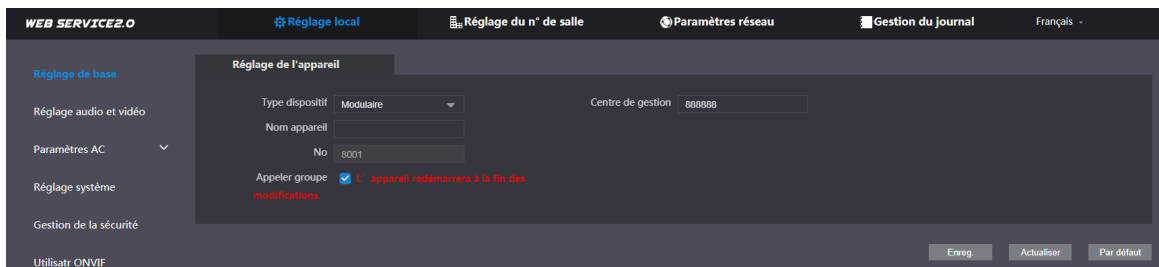 WEB SERVICE2.0 Réglage local Réglage du n° de salle Paramètres réseau Gestion du journal Français
Réglage de base
Réglage audio et vidéo
Paramètres AC
Réglage système
Gestion de la sécurité
Utilisatr ONVIF
Réglage de l'appareil
Type dispositif Modulaire Centre de gestion 888888
Nom appareil
No 8001
Appeler groupe L' appareil redémarrera à la fin des
modifications.
Enreg. Actualiser Par défaut